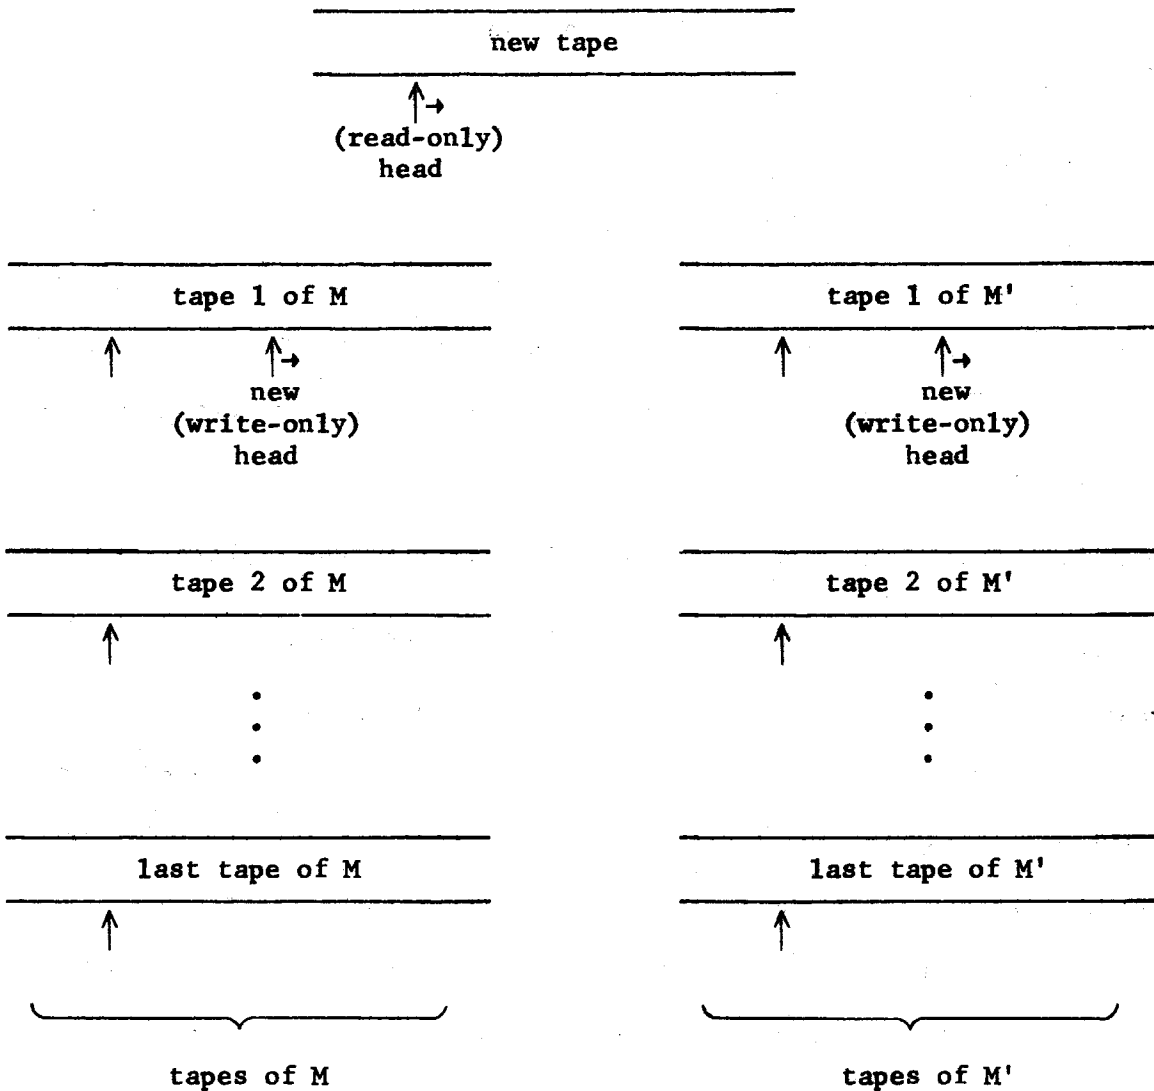 new tape
(read-only)
head
tape 1 of M
tape 1 of M'
new
(write-only)
head
new
(write-only)
head
tape 2 of M
tape 2 of M'
last tape of M
last tape of M'
tapes of M
tapes of M'